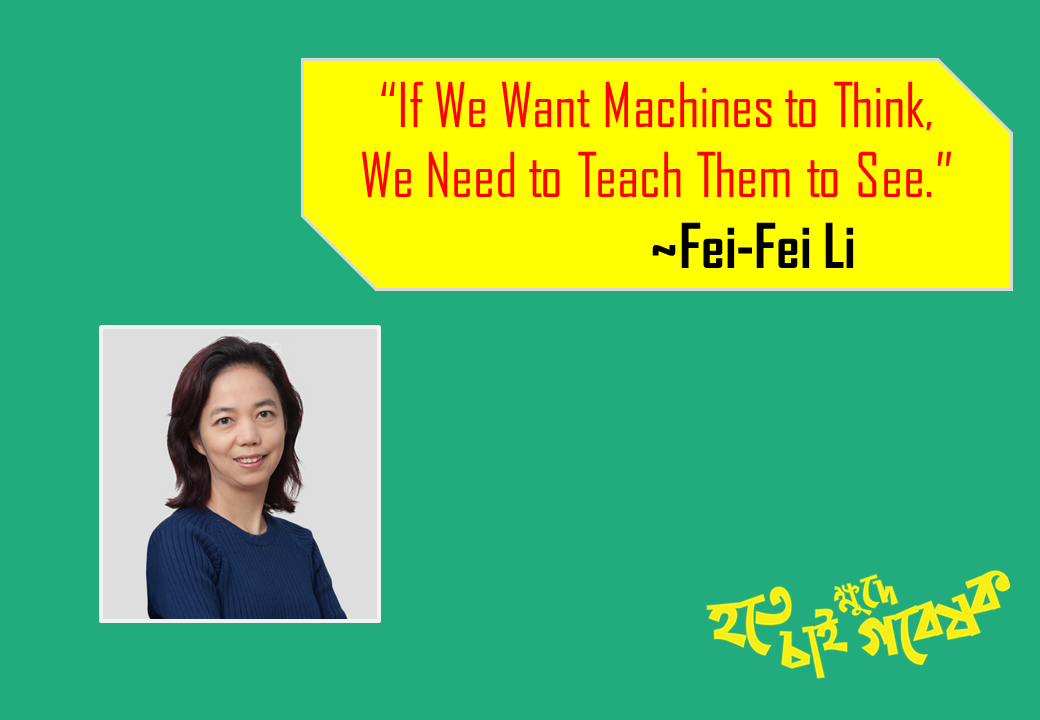 “If We Want Machines to Think,
We Need to Teach Them to See.”
~Fei-Fei Li
হতে চাই ক্ষুদে গবেষক